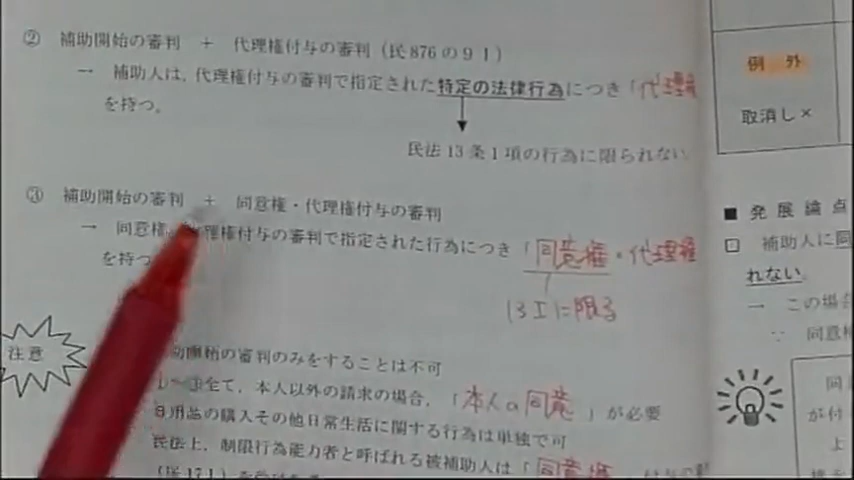 ② 補助開始の審判 ＋ 代理権付与の審判（民876の9Ⅰ）
→ 補助人は、代理権付与の審判で指定された特定の法律行為につき「代理権
を持つ。
民法13条1項の行為に限られない
③ 補助開始の審判 ＋ 同意権・代理権付与の審判
→ 同意権 理権付与の審判で指定された行為につき「同意権・代理権
を持つ
13Ⅰに限る
注意
の審判のみをすることは不可
全て、本人以外の請求の場合、「本人の同意」が必要
日用品の購入その他日常生活に関する行為は単独で可
民法上、制限行為能力者と呼ばれる被補助人は「同意権
(民17Ⅰ)
例 外
取消し×
■ 発展論点
□ 補助人に同
れない。
→ この場合
∵ 同意権
同
が付
上